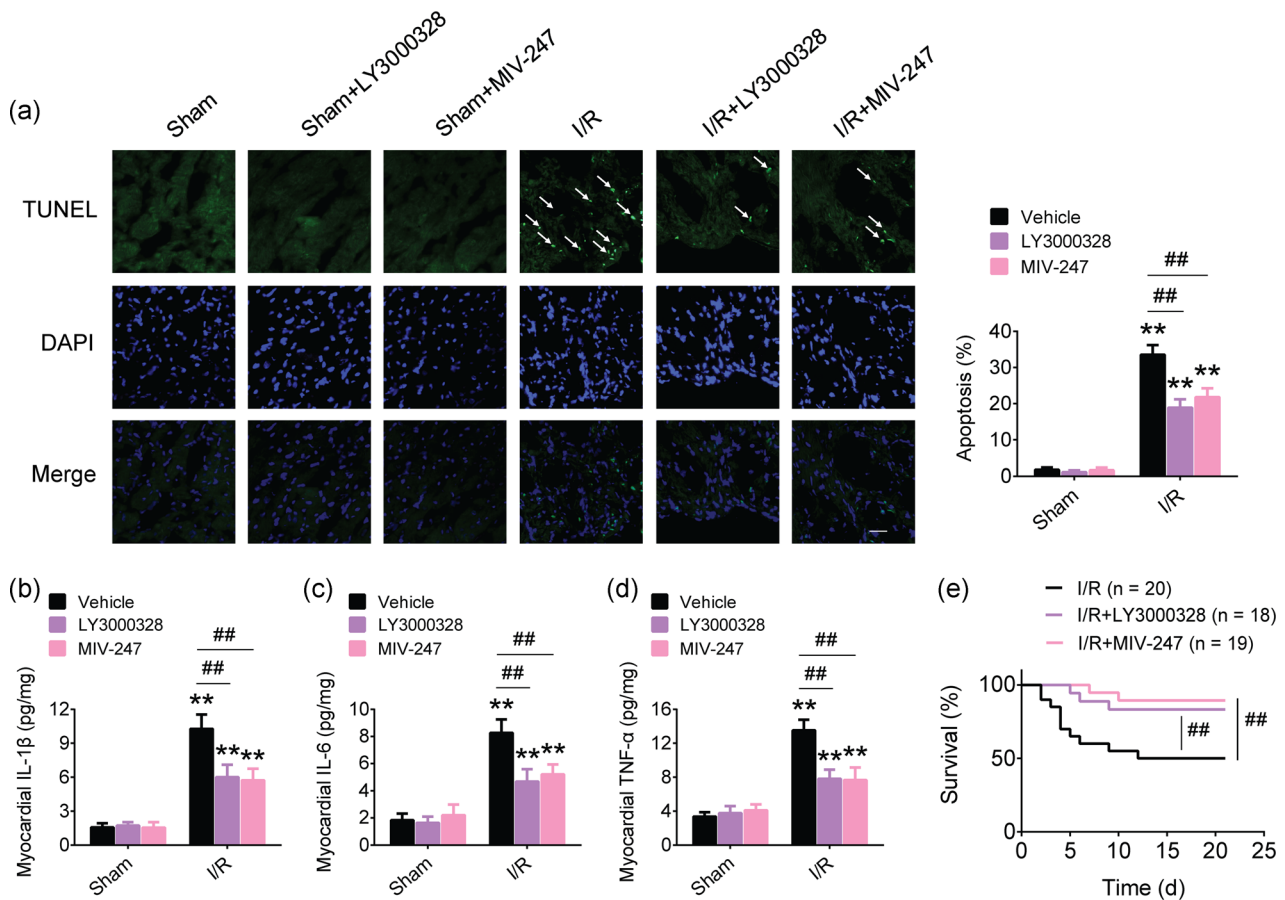 (a)
Sham
Sham+LY3000328
Sham+MIV-247
I/R
I/R+LY3000328
I/R+MIV-247
TUNEL
DAPI
Merge
Vehicle
LY3000328
MIV-247
##
##
**
**
**
Apoptosis (%)
40
30
20
10
0
Sham
I/R
(b)
Vehicle
LY3000328
MIV-247
##
##
**
**
**
Myocardial IL-1β (pg/mg)
12
9
6
3
0
Sham
I/R
(c)
Vehicle
LY3000328
MIV-247
##
##
**
**
**
Myocardial IL-6 (pg/mg)
10
8
6
4
2
0
Sham
I/R
(d)
Vehicle
LY3000328
MIV-247
##
##
**
**
**
Myocardial TNF-α (pg/mg)
16
12
8
4
0
Sham
I/R
(e)
I/R (n = 20)
I/R+LY3000328 (n = 18)
I/R+MIV-247 (n = 19)
Survival (%)
100
50
0
##
##
0 5 10 15 20 25
Time (d)